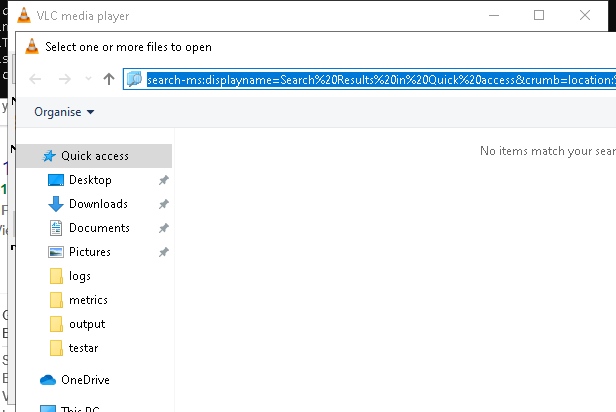 VLC media player
Select one or more files to open
search-ms:displayname=Search%20Results%20in%20Quick%20access&crumb=location:%
Organise
Quick access
No items match your sear
Desktop
Downloads
Documents
Pictures
logs
metrics
output
testar
OneDrive
This PC